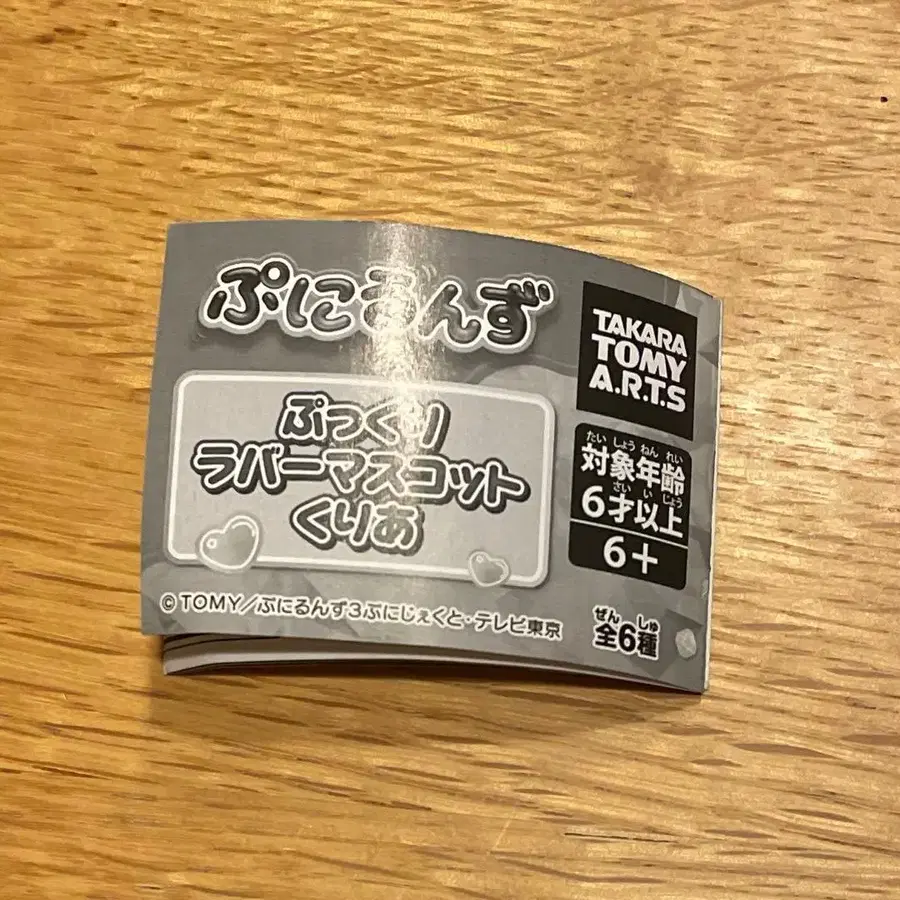 ぷにるんず
ぷっくり
ラバーマスコット
くりあ
©TOMY/ぷにるんず3ぷにじぇくと・テレビ東京
TAKARA
TOMY
A.R.T.S
たいしょうねんれい
対象年齢
さいいじょう
6才以上
6+
ぜんしゅ
全6種